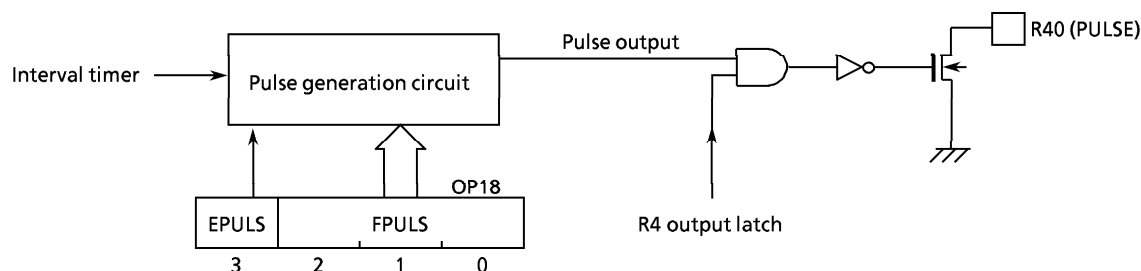 R40 (PULSE)
Pulse output
Interval timer
Pulse generation circuit
OP18
EPULS
FPULS
R4 output latch
3
2
1
0